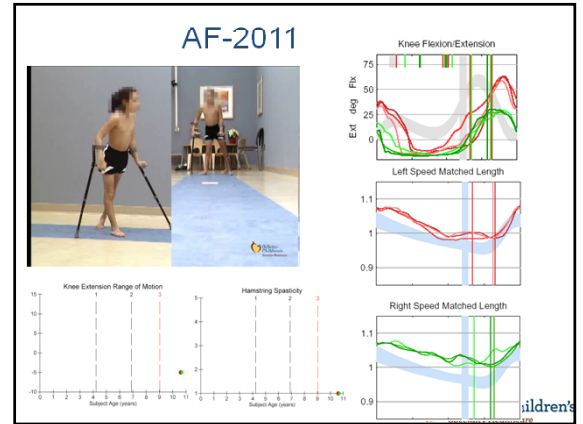 AF-2011
Knee Flexion/Extension
Ext deg Flx
75
50
25
0
Left Speed Matched Length
1.1
1
0.9
Knee Extension Range of Motion
1 2 3
15
10
5
0
-5
-10
0 1 2 3 4 5 6 7 8 9 10 11
Subject Age (years)
Hamstring Spasticity
1 2 3
5
4
3
2
1
0 1 2 3 4 5 6 7 8 9 10 11
Subject Age (years)
Right Speed Matched Length
1.1
1
0.9
ildren's